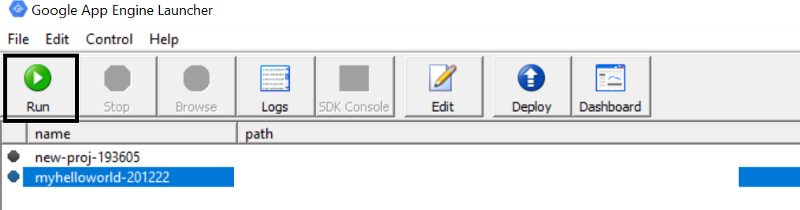 Google App Engine Launcher
File Edit Control Help
Run Stop Browse Logs SDK Console Edit Deploy Dashboard
name path
new-proj-193605
myhelloworld-201222